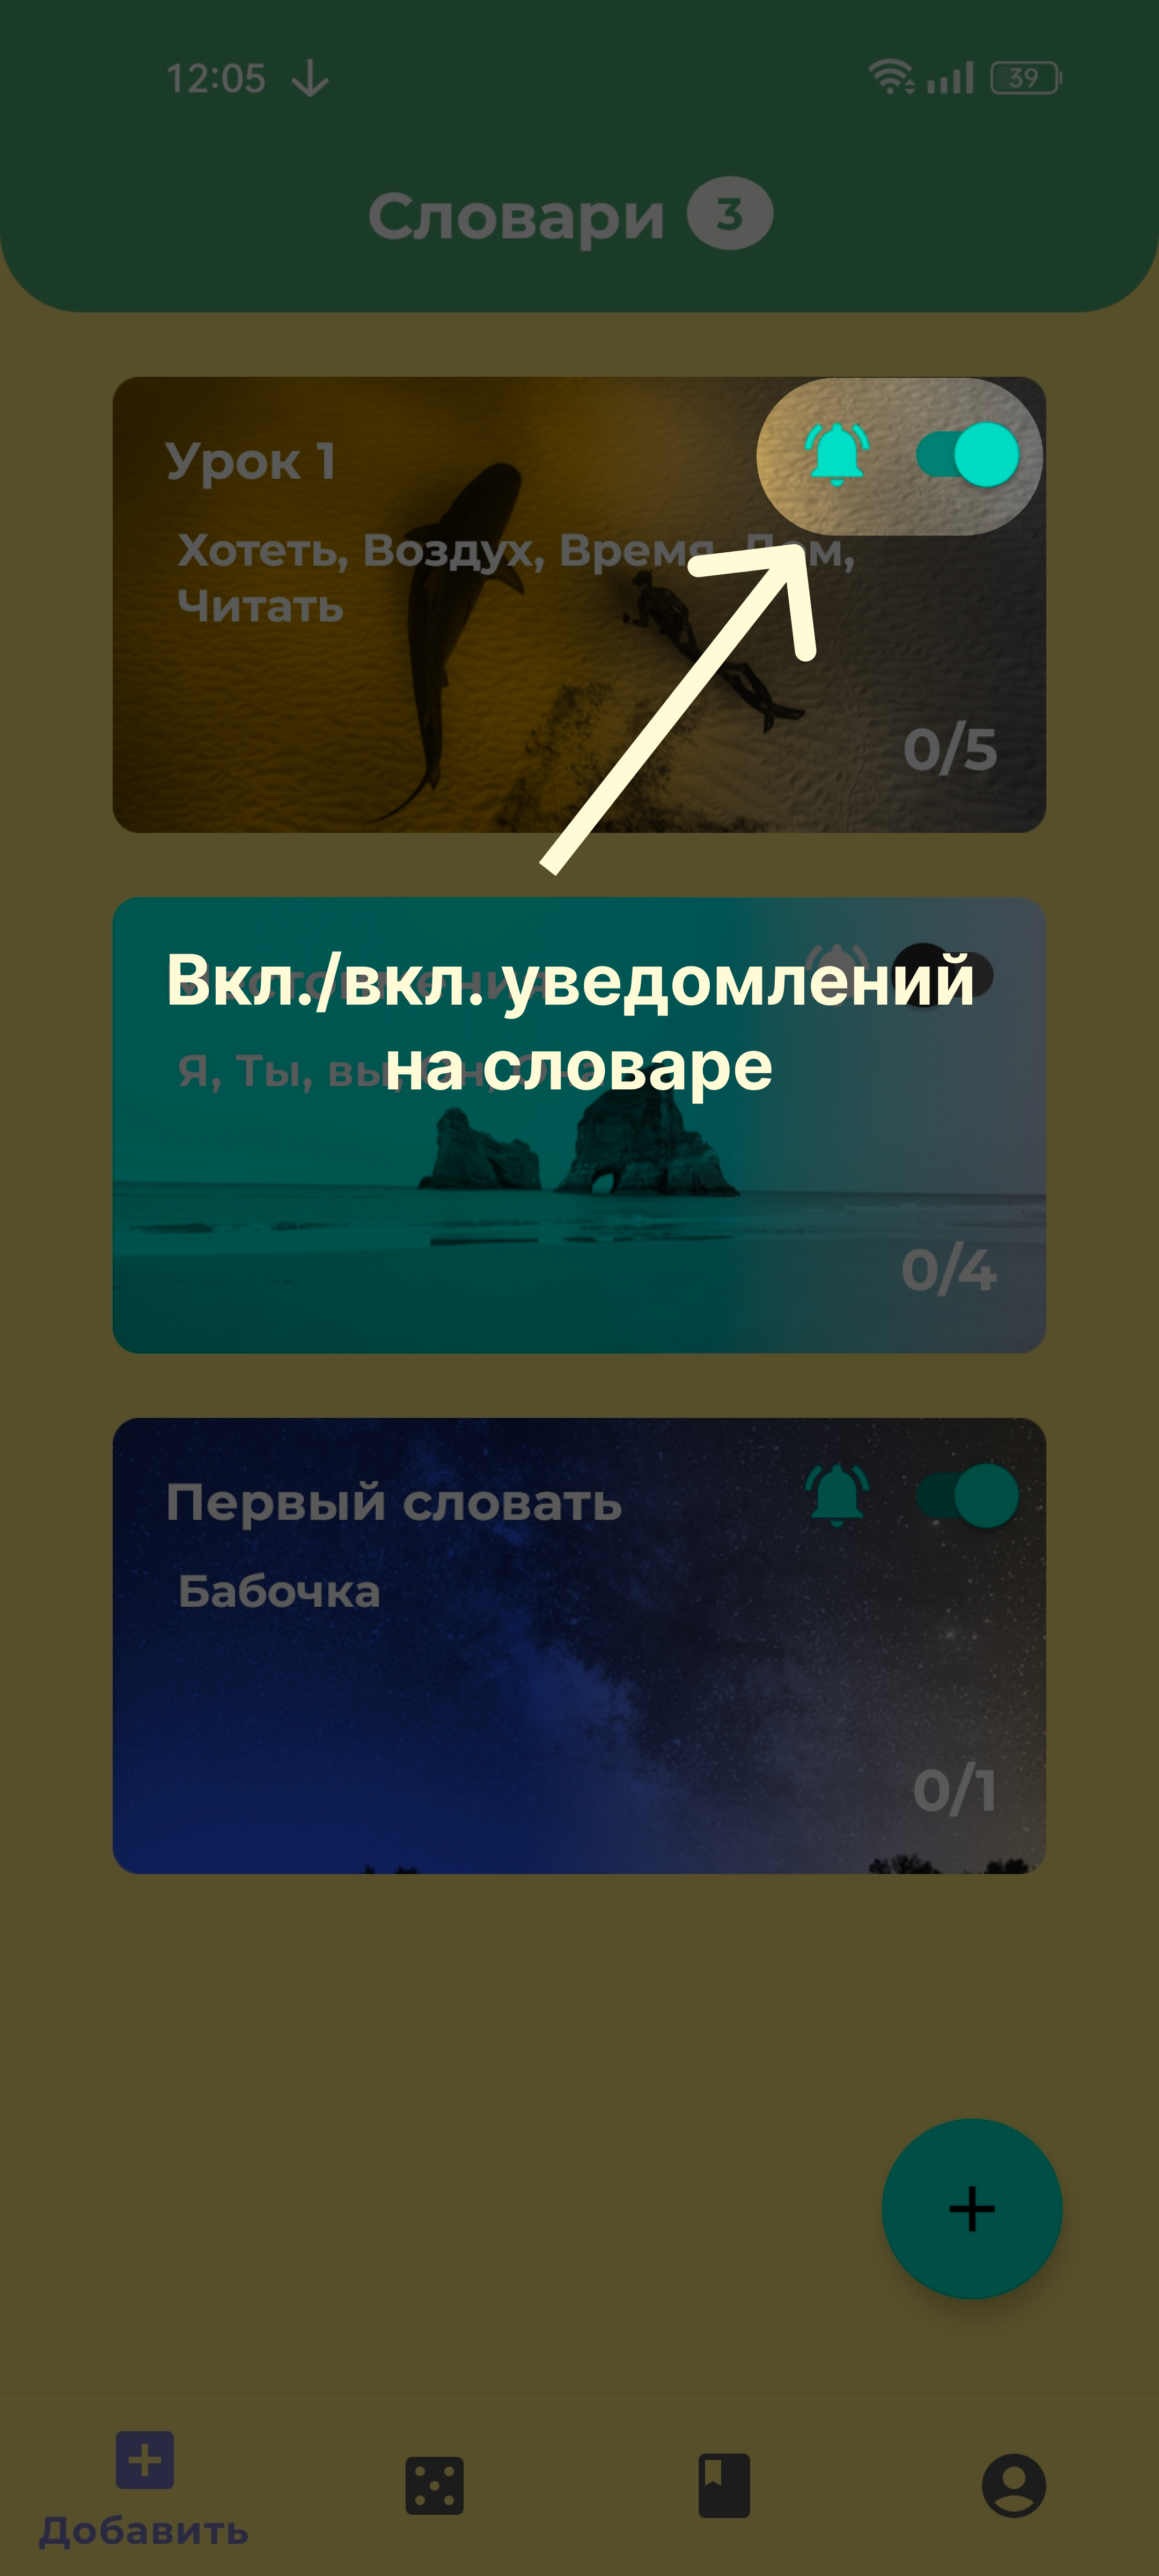 12:05
39
Словари 3
Урок 1
Хотеть, Воздух, Время, Дом,
Читать
0/5
Вкл./вкл. уведомлений
на словаре
Я, Ты, вы,
0/4
Первый словать
Бабочка
0/1
Добавить